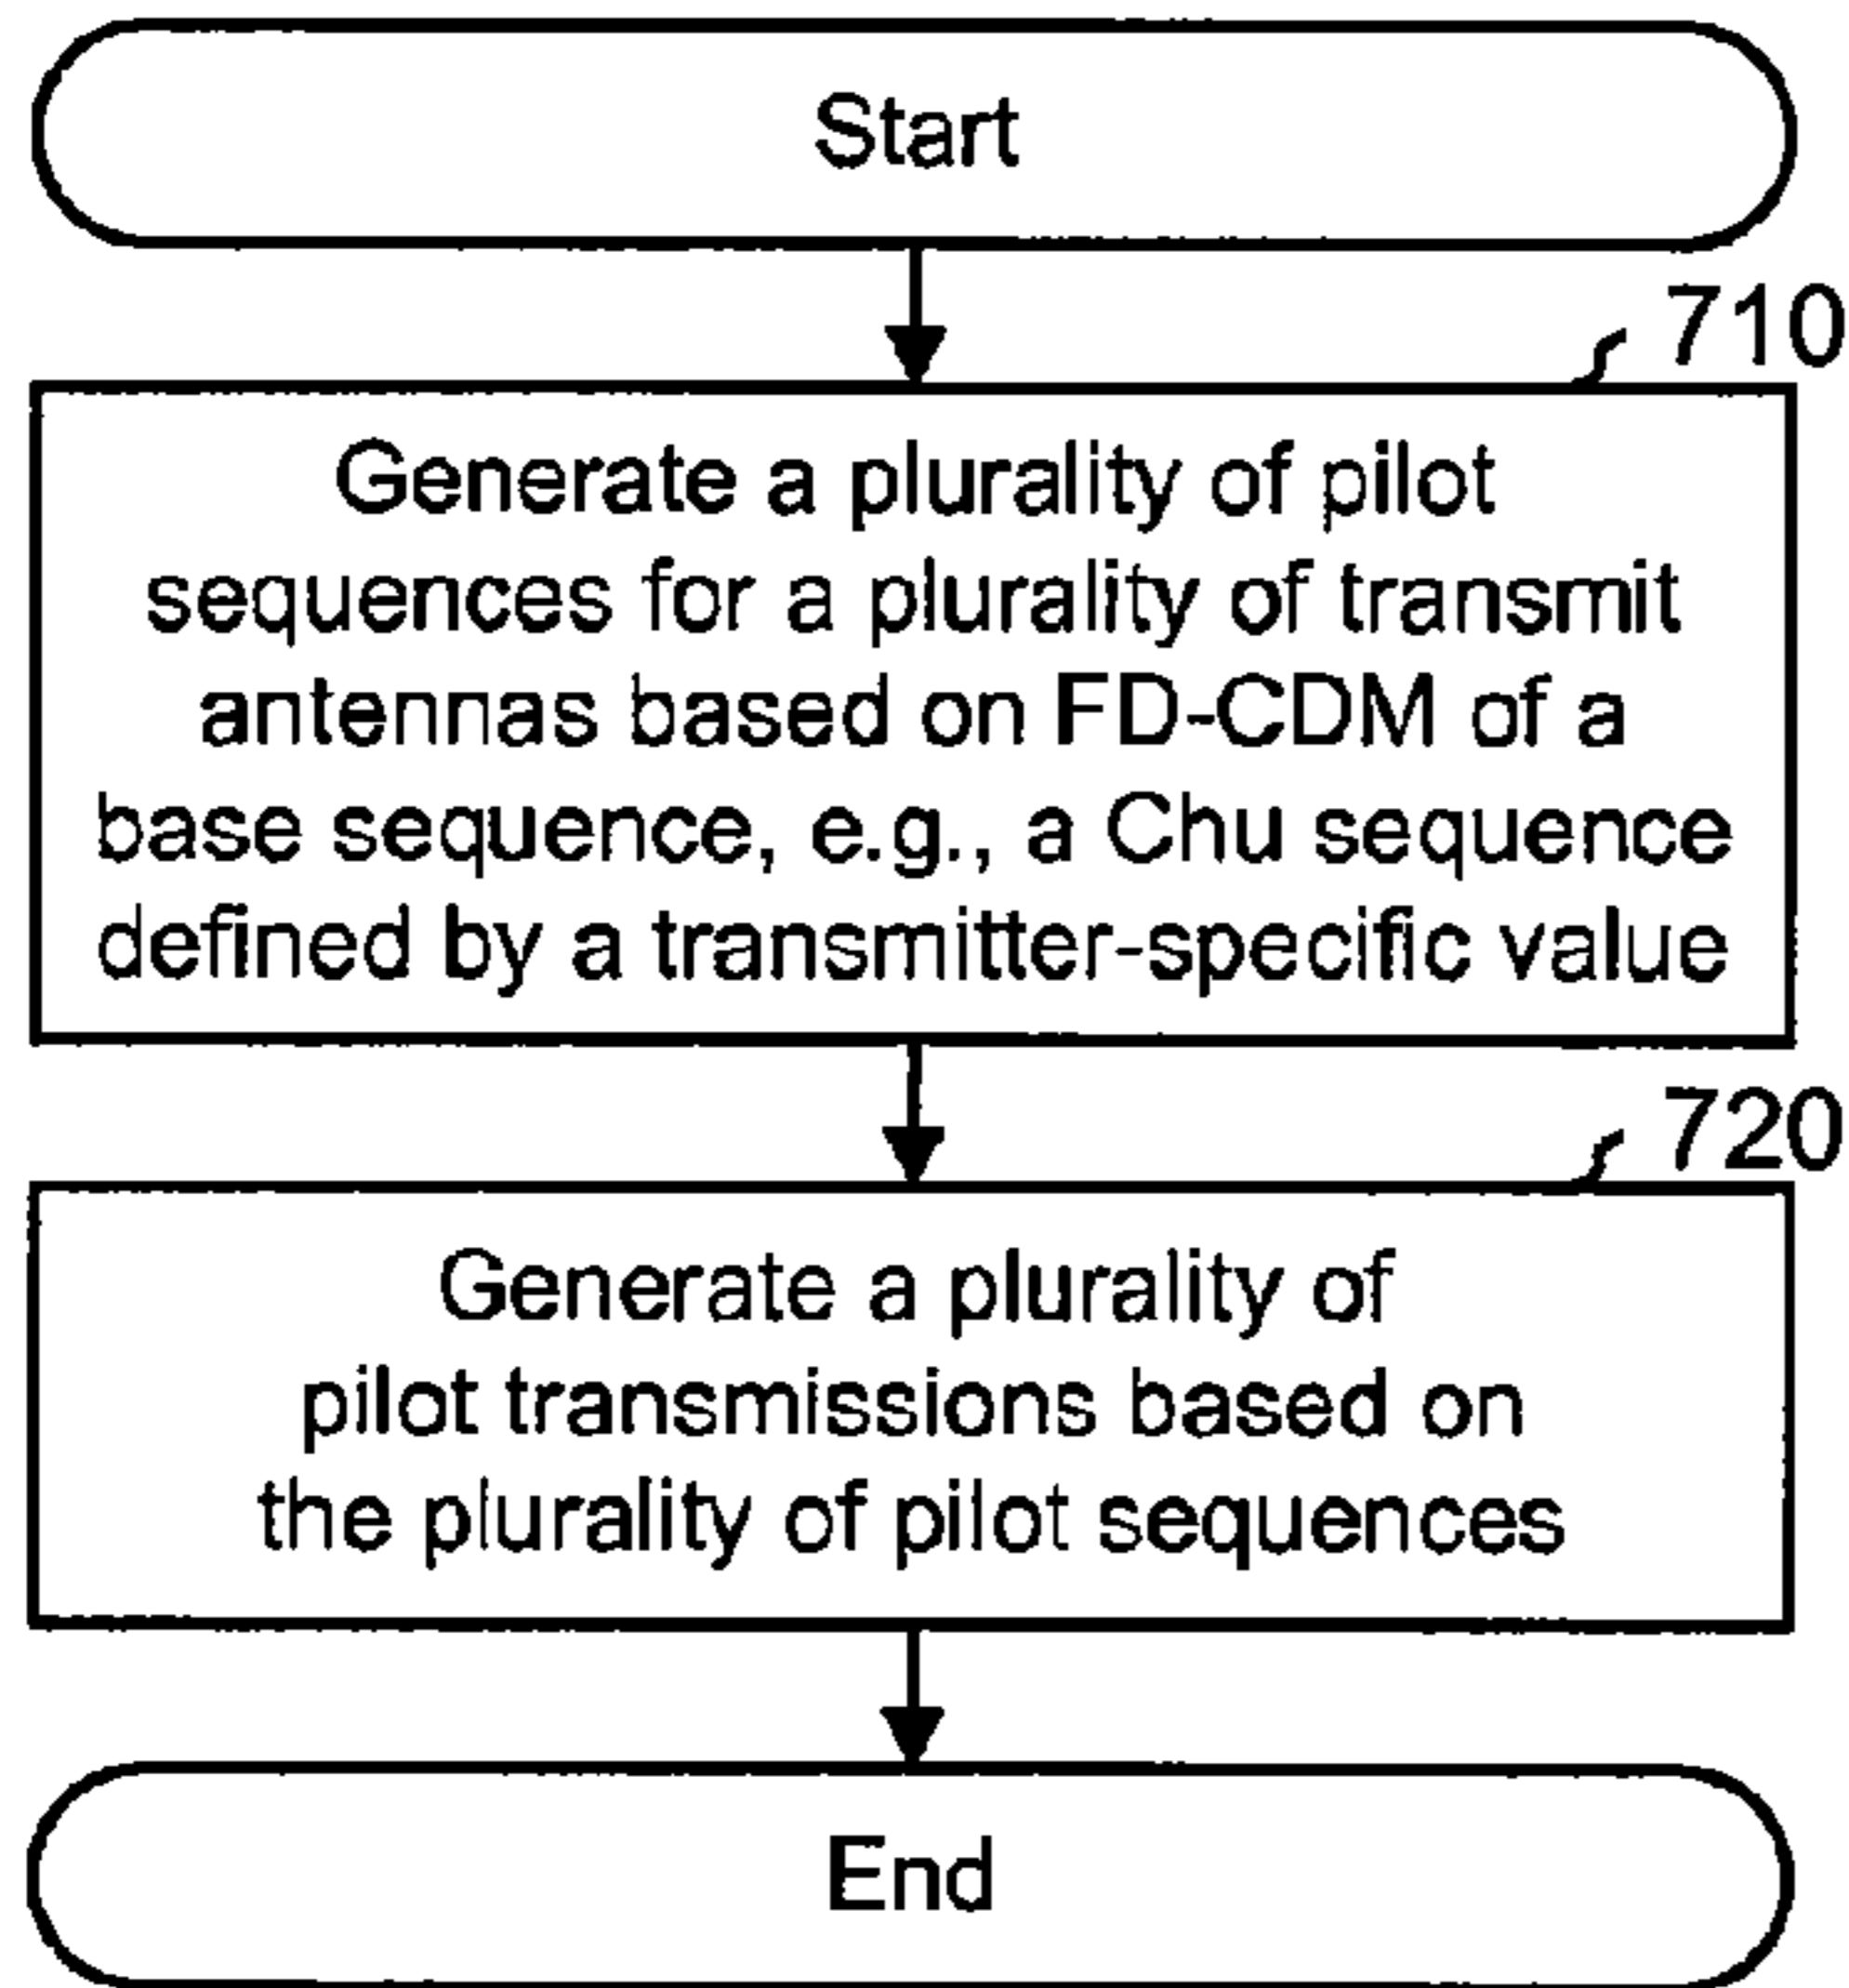 Start
710
Generate a plurality of pilot
sequences for a plurality of transmit
antennas based on FD-CDM of a
base sequence, e.g., a Chu sequence
defined by a transmitter-specific value
720
Generate a plurality of
pilot transmissions based on
the plurality of pilot sequences
End